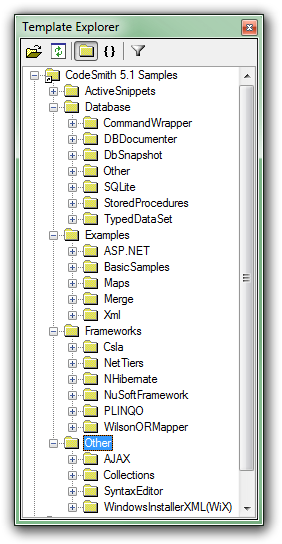 Template Explorer
{}
CodeSmith 5.1 Samples
ActiveSnippets
Database
CommandWrapper
DBDocumenter
DbSnapshot
Other
SQLite
StoredProcedures
TypedDataSet
Examples
ASP.NET
BasicSamples
Maps
Merge
Xml
Frameworks
Csla
NetTiers
NHibernate
NuSoftFramework
PLINQO
WilsonORMapper
Other
AJAX
Collections
SyntaxEditor
WindowsInstallerXML(WiX)